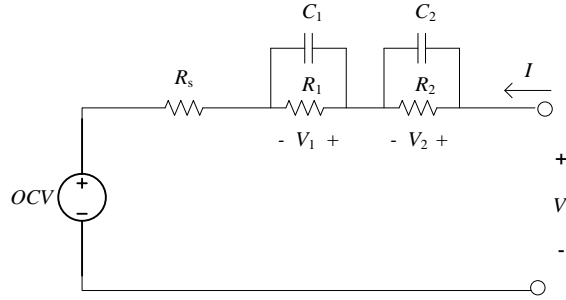 C1 C2
Rs R1 R2 I
- V1 + - V2 +
+
OCV + − V
-